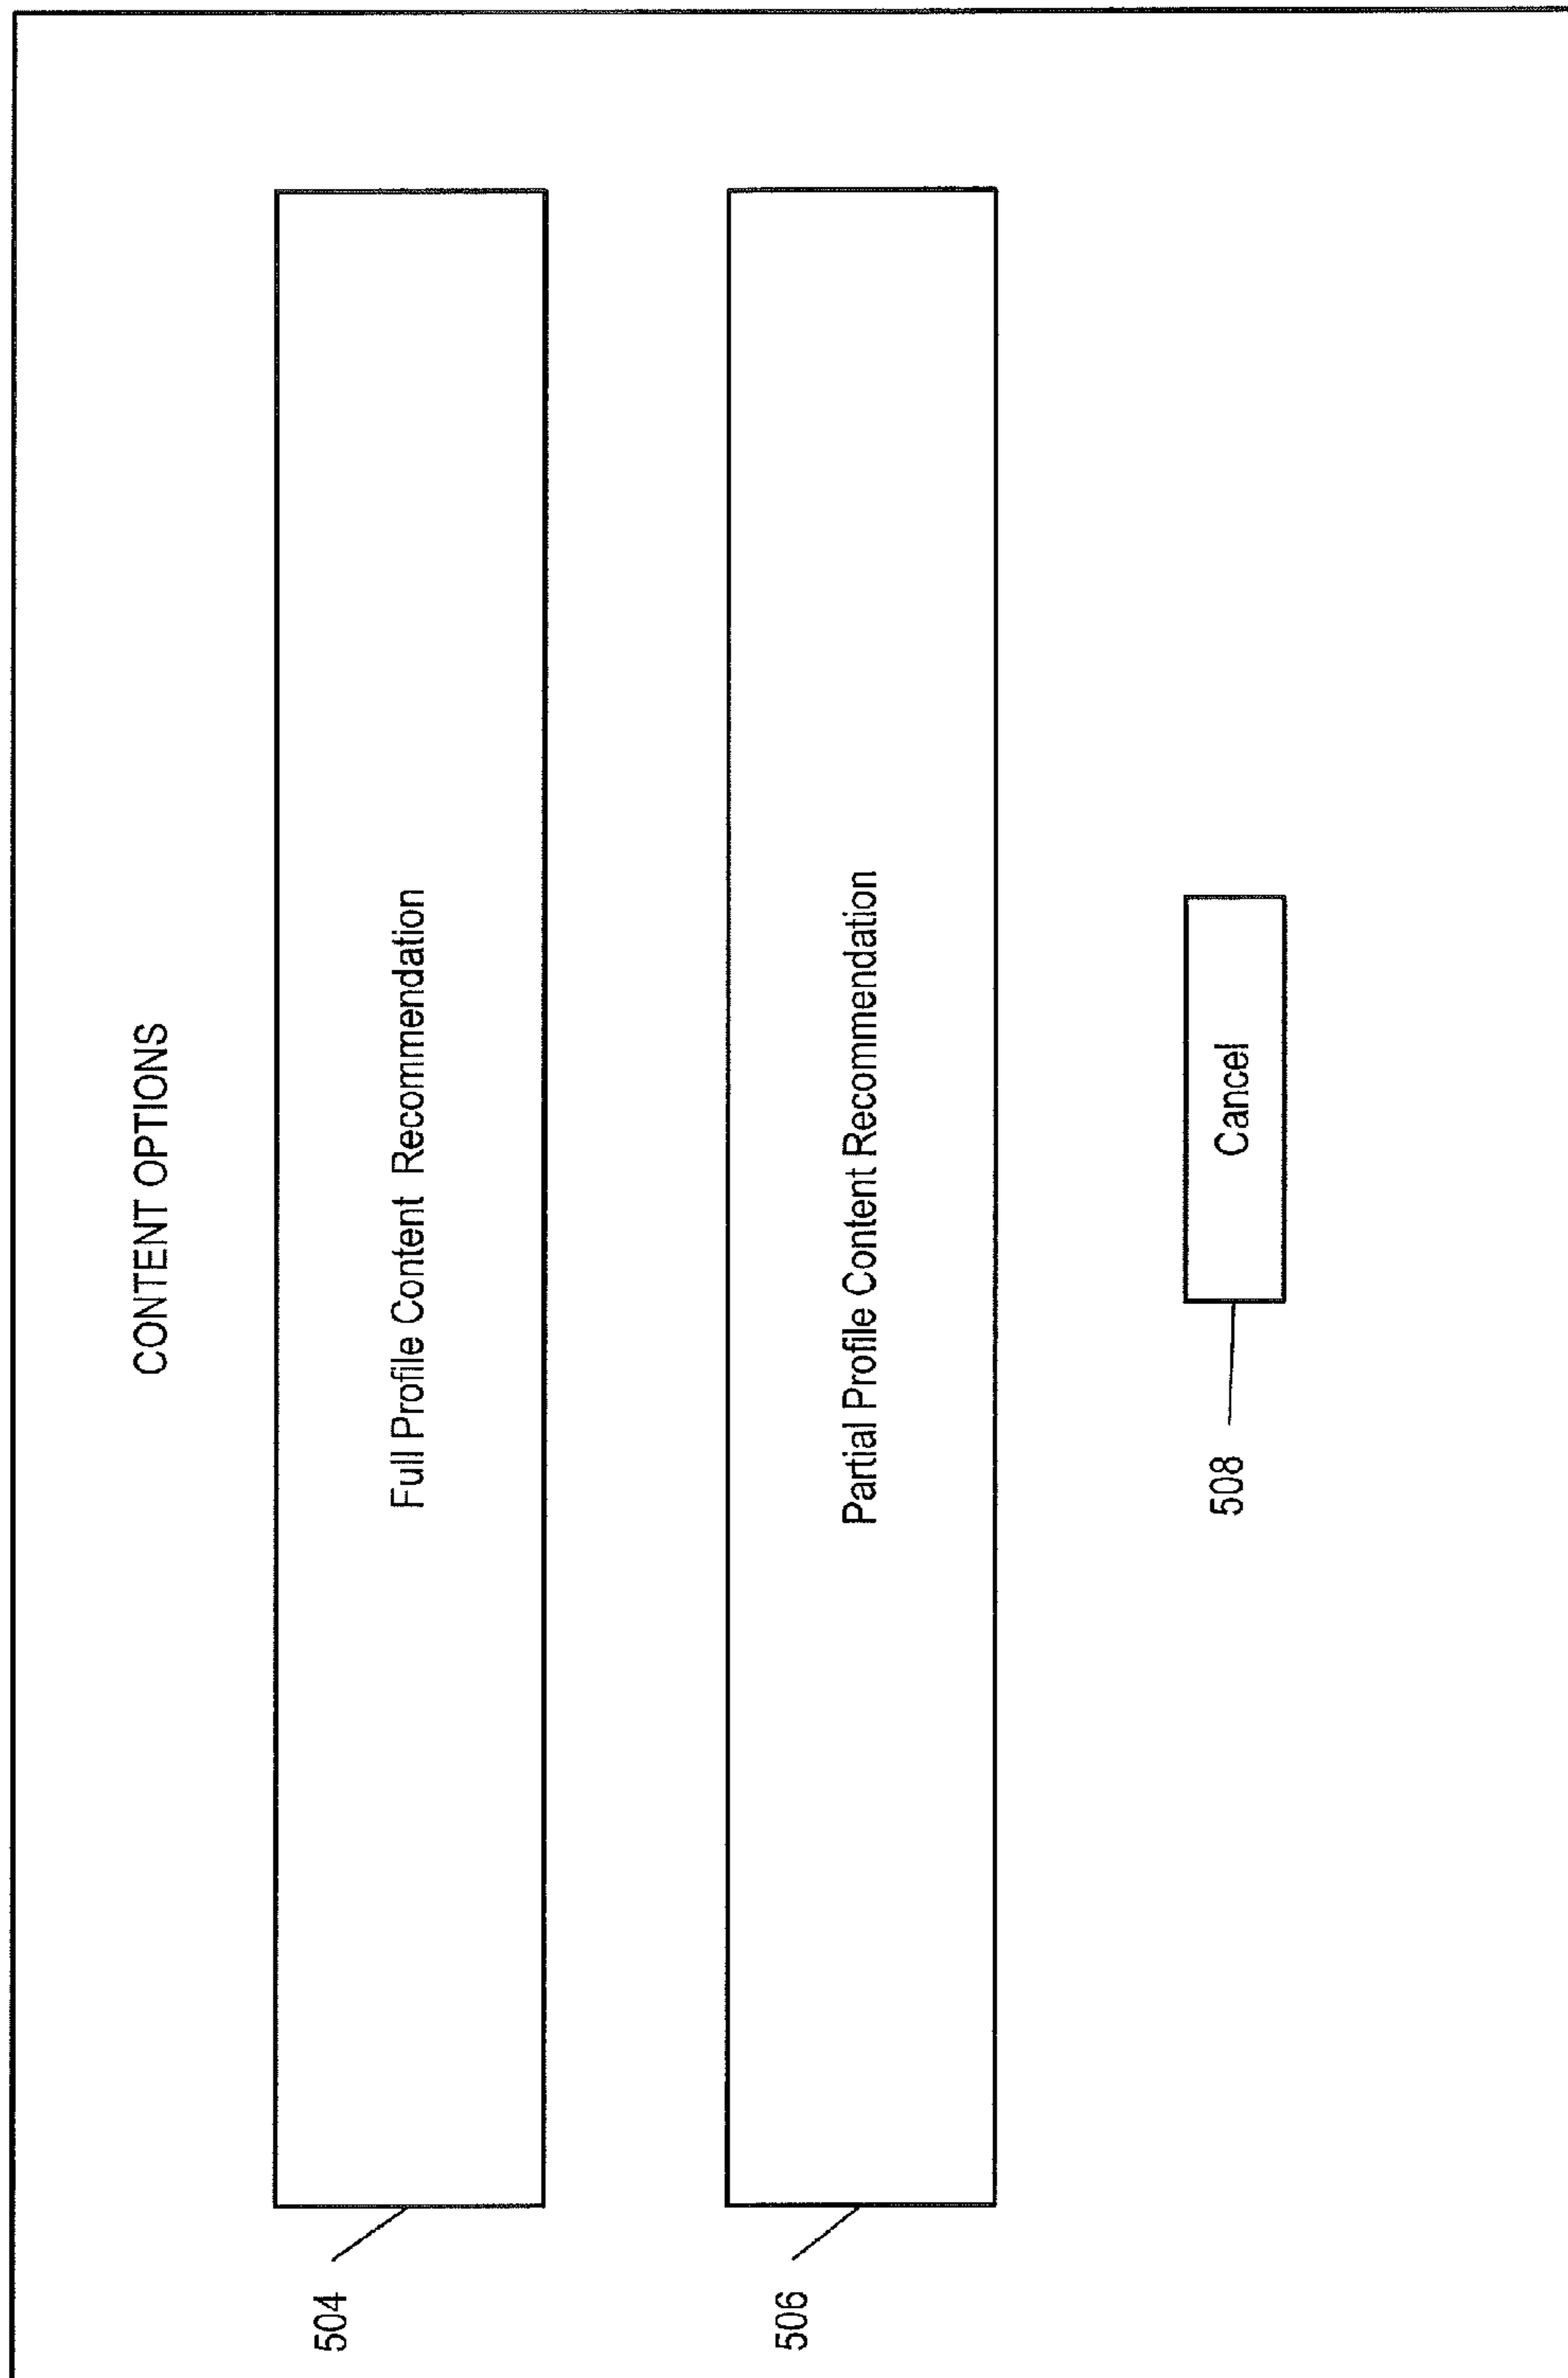 CONTENT OPTIONS
504
Full Profile Content Recommendation
506
Partial Profile Content Recommendation
508
Cancel